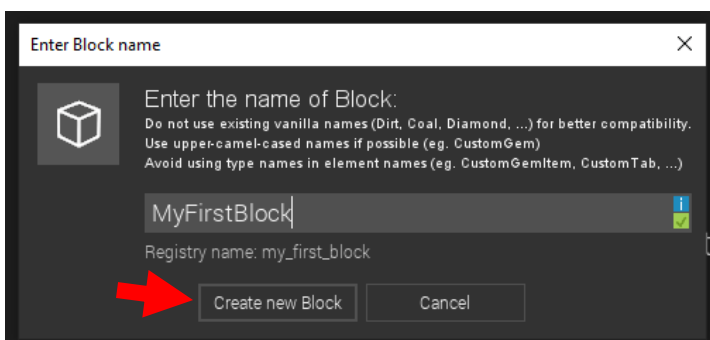 Enter Block name
Enter the name of Block:
Do not use existing vanilla names (Dirt, Coal, Diamond, ...) for better compatibility.
Use upper-camel-cased names if possible (eg. CustomGem)
Avoid using type names in element names (eg. CustomGemItem, CustomTab, ...)
MyFirstBlock
Registry name: my_first_block
Create new Block
Cancel